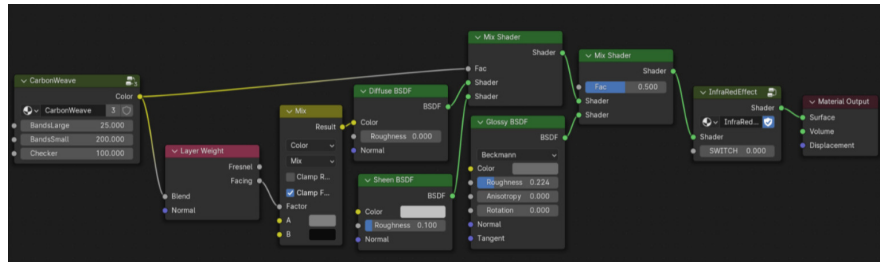 CarbonWeave
3
Color
CarbonWeave 3
BandsLarge 25.000
BandsSmall 200.000
Checker 100.000
Layer Weight
Fresnel
Facing
Blend
Normal
Mix
Result
Color
Mix
Clamp R...
Clamp F...
Factor
A
B
Diffuse BSDF
BSDF
Color
Roughness 0.000
Normal
Sheen BSDF
BSDF
Color
Roughness 0.100
Normal
Mix Shader
Shader
Fac
Shader
Shader
Glossy BSDF
BSDF
Beckmann
Color
Roughness 0.224
Anisotropy 0.000
Rotation 0.000
Normal
Tangent
Mix Shader
Shader
Fac 0.500
Shader
Shader
InfraRedEffect
Shader
InfraRed...
Shader
SWITCH 0.000
Material Output
Surface
Volume
Displacement